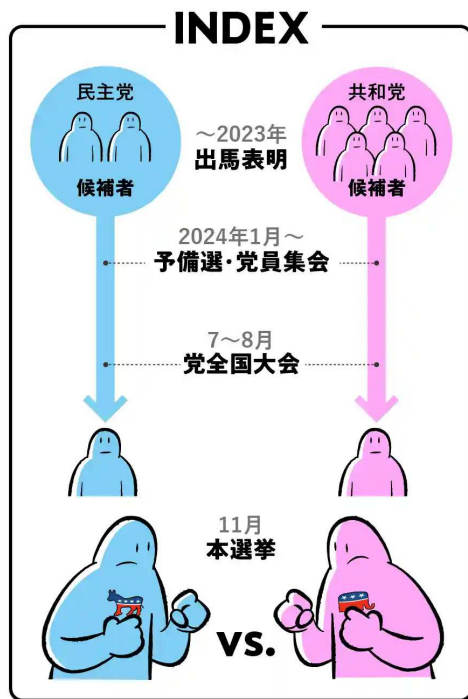 INDEX
民主党
候補者
共和党
候補者
～2023年
出馬表明
2024年1月～
予備選・党員集会
7～8月
党全国大会
11月
本選挙
vs.